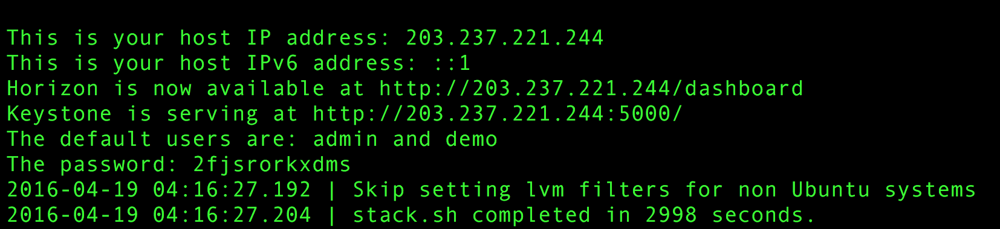 This is your host IP address: 203.237.221.244
This is your host IPv6 address: ::1
Horizon is now available at http://203.237.221.244/dashboard
Keystone is serving at http://203.237.221.244:5000/
The default users are: admin and demo
The password: 2fjsrorkxdms
2016-04-19 04:16:27.192 | Skip setting lvm filters for non Ubuntu systems
2016-04-19 04:16:27.204 | stack.sh completed in 2998 seconds.